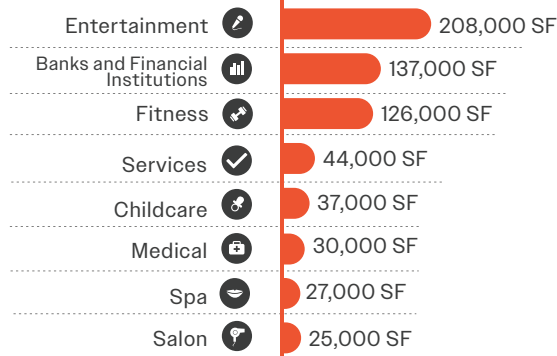 Entertainment 208,000 SF
Banks and Financial
Institutions 137,000 SF
Fitness 126,000 SF
Services 44,000 SF
Childcare 37,000 SF
Medical 30,000 SF
Spa 27,000 SF
Salon 25,000 SF